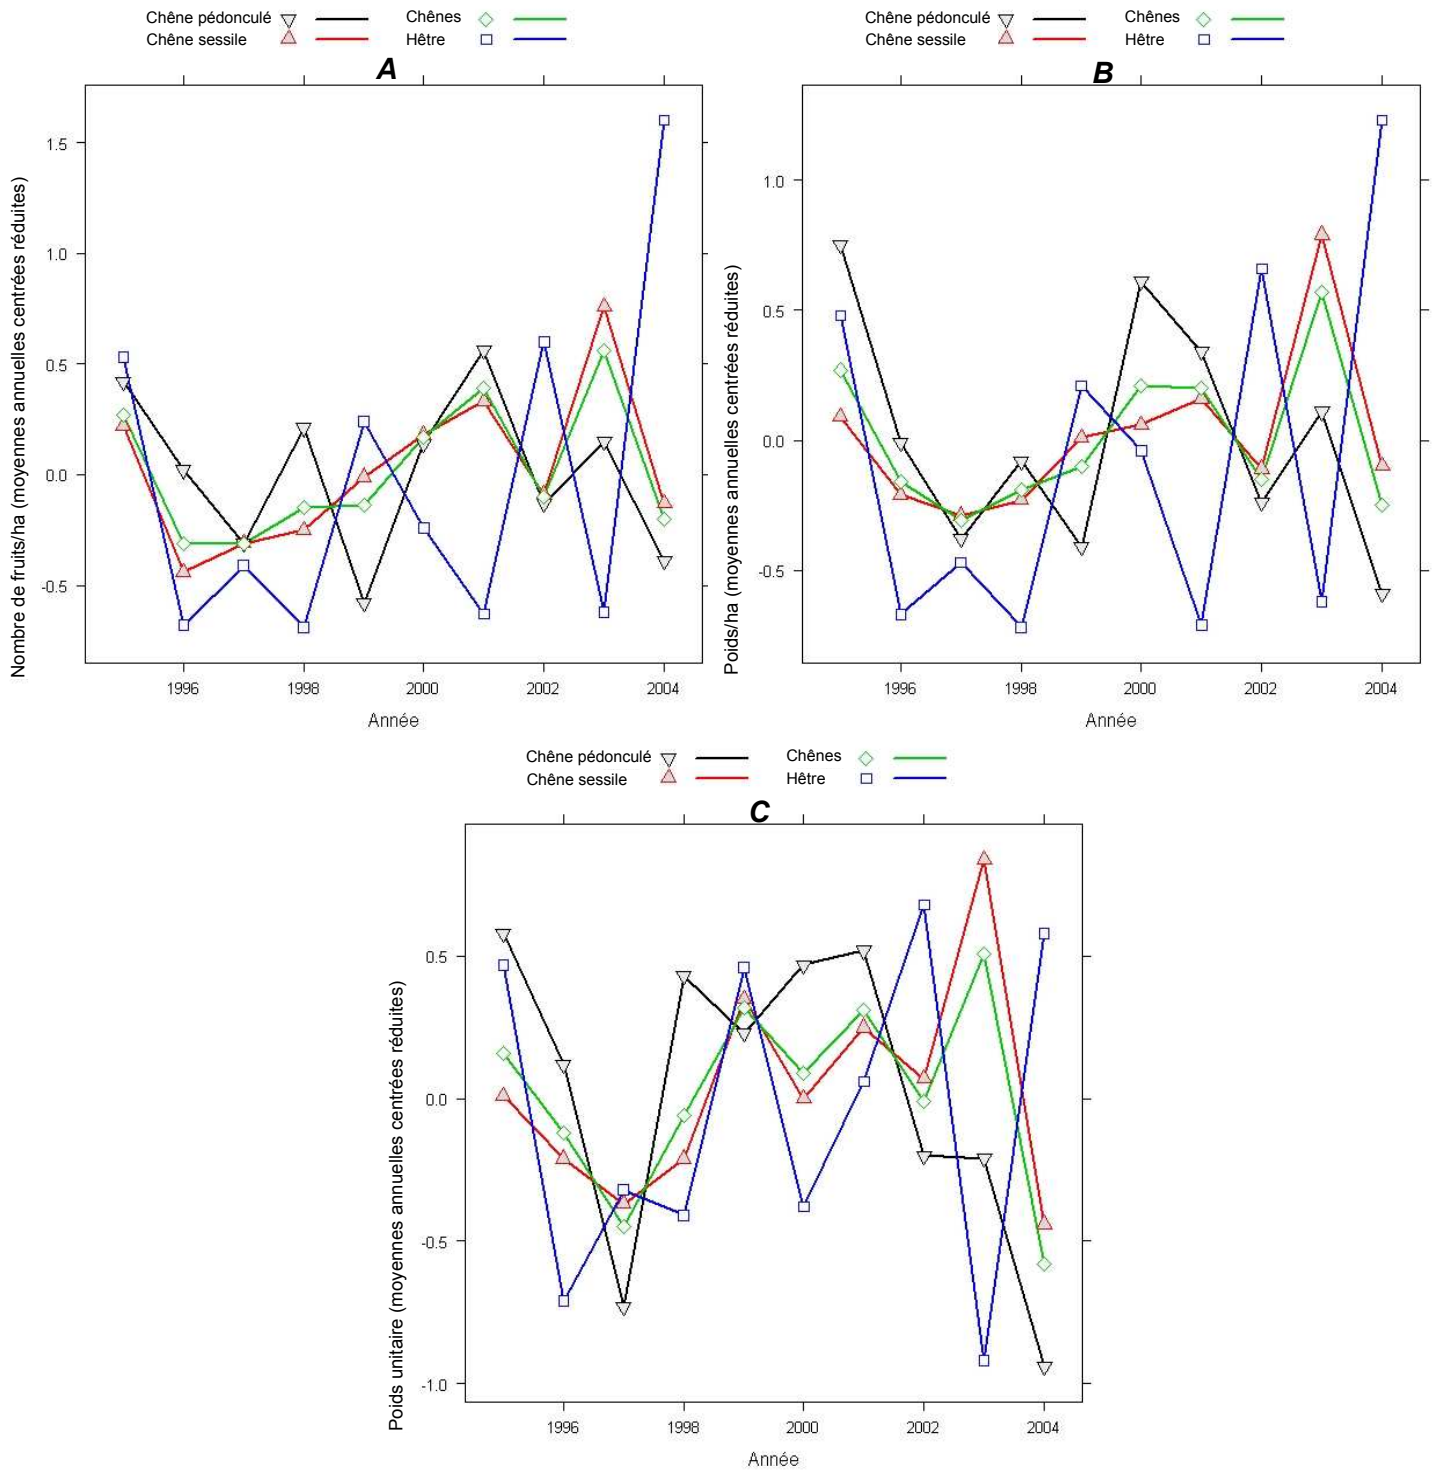 Chêne pédonculé Chênes
Chêne sessile Hêtre
A
Nombre de fruits/ha (moyennes annuelles centrées réduites)
1.5
1.0
0.5
0.0
-0.5
1996 1998 2000 2002 2004
Année
Chêne pédonculé Chênes
Chêne sessile Hêtre
B
Poids/ha (moyennes annuelles centrées réduites)
1.0
0.5
0.0
-0.5
1996 1998 2000 2002 2004
Année
Chêne pédonculé Chênes
Chêne sessile Hêtre
C
Poids unitaire (moyennes annuelles centrées réduites)
0.5
0.0
-0.5
-1.0
1996 1998 2000 2002 2004
Année